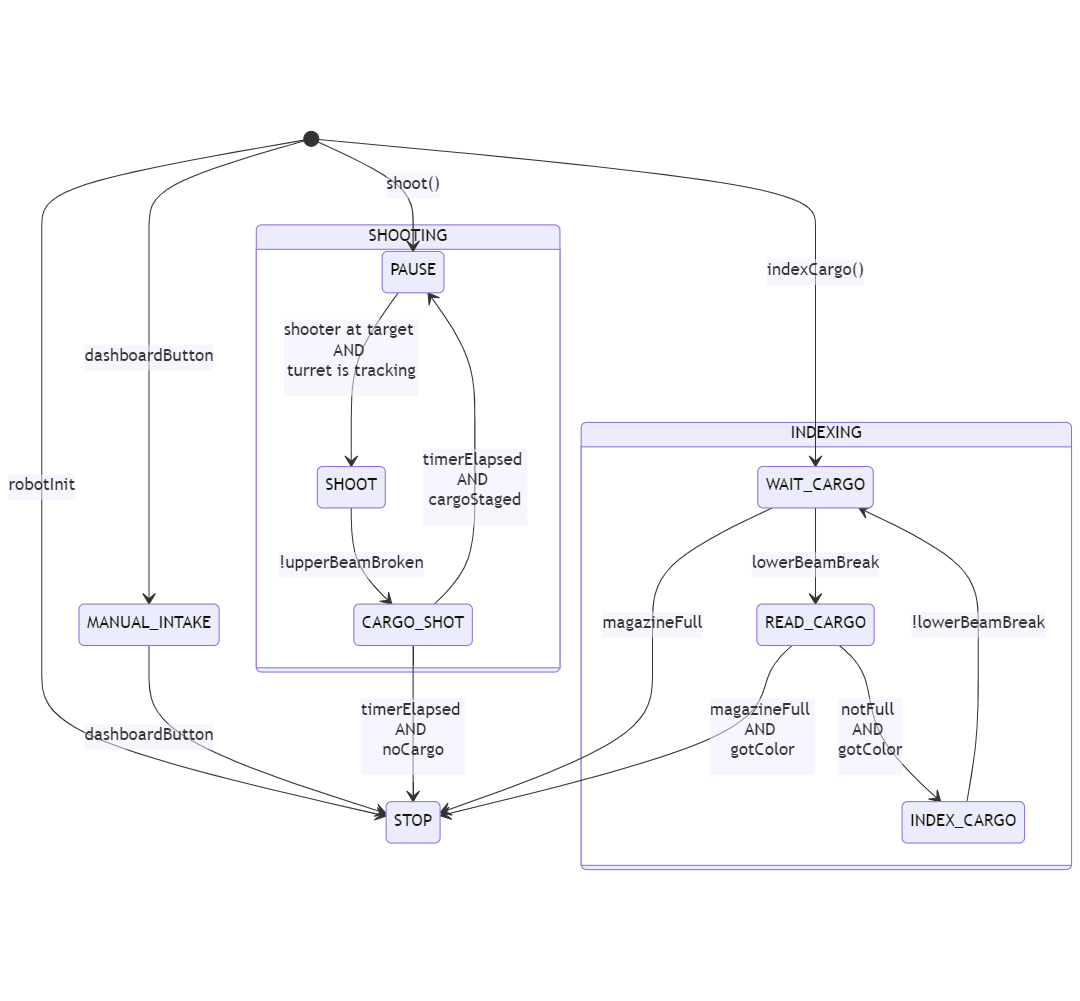 shoot()
SHOOTING
PAUSE
indexCargo()
shooter at target
AND
turret is tracking
dashboardButton
INDEXING
timerElapsed
AND
cargoStaged
robotInit
SHOOT
WAIT_CARGO
!upperBeamBroken
lowerBeamBreak
MANUAL_INTAKE
CARGO_SHOT
magazineFull
READ_CARGO
!lowerBeamBreak
timerElapsed
AND
noCargo
magazineFull
AND
gotColor
notFull
AND
gotColor
dashboardButton
STOP
INDEX_CARGO